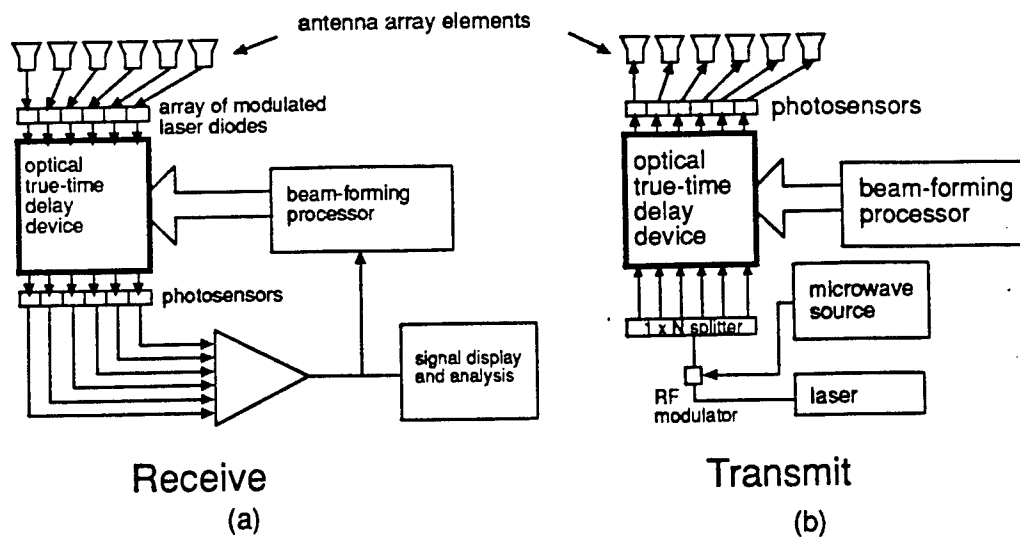 antenna array elements
array of modulated
laser diodes
optical
true-time
delay
device
beam-forming
processor
photosensors
signal display
and analysis
Receive
(a)
photosensors
optical
true-time
delay
device
beam-forming
processor
1 x N splitter
microwave
source
RF
modulator
laser
Transmit
(b)